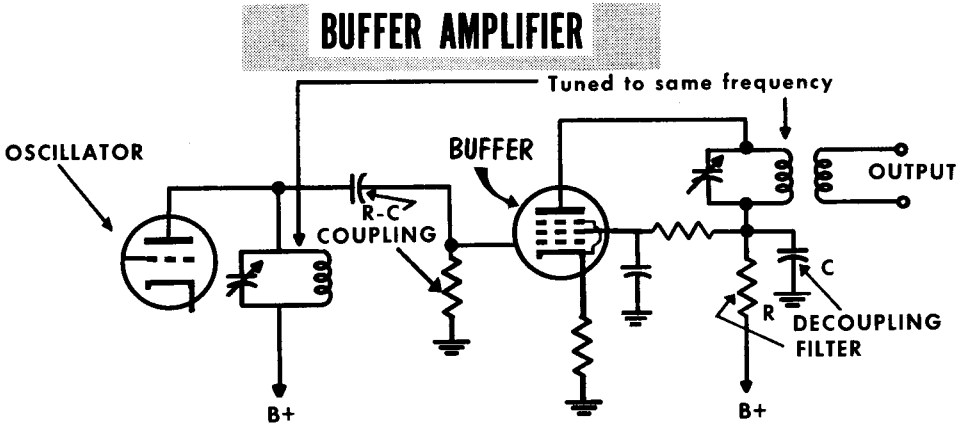 BUFFER AMPLIFIER
Tuned to same frequency
OSCILLATOR
BUFFER
OUTPUT
R-C
COUPLING
C
R
DECOUPLING
FILTER
B+
B+